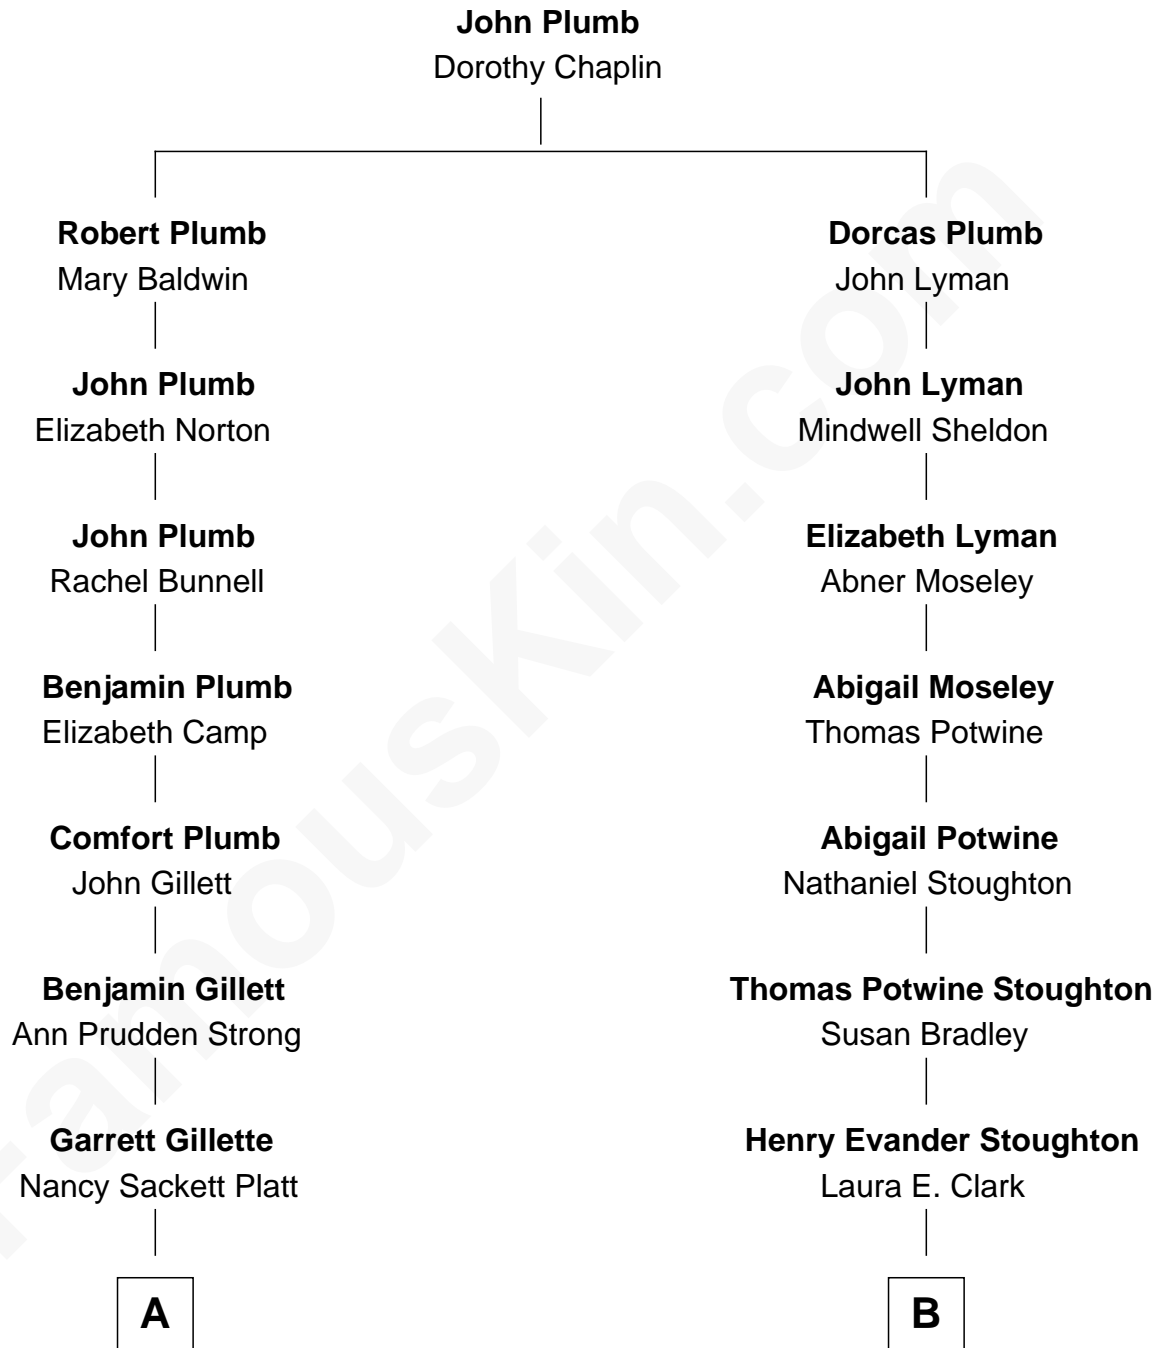 John Plumb
Dorothy Chaplin
Robert Plumb
Mary Baldwin
Dorcas Plumb
John Lyman
John Plumb
Elizabeth Norton
John Lyman
Mindwell Sheldon
John Plumb
Rachel Bunnell
Elizabeth Lyman
Abner Moseley
Benjamin Plumb
Elizabeth Camp
Abigail Moseley
Thomas Potwine
Comfort Plumb
John Gillett
Abigail Potwine
Nathaniel Stoughton
Benjamin Gillett
Ann Prudden Strong
Thomas Potwine Stoughton
Susan Bradley
Garrett Gillette
Nancy Sackett Platt
Henry Evander Stoughton
Laura E. Clark
A
B
FamousKin.com